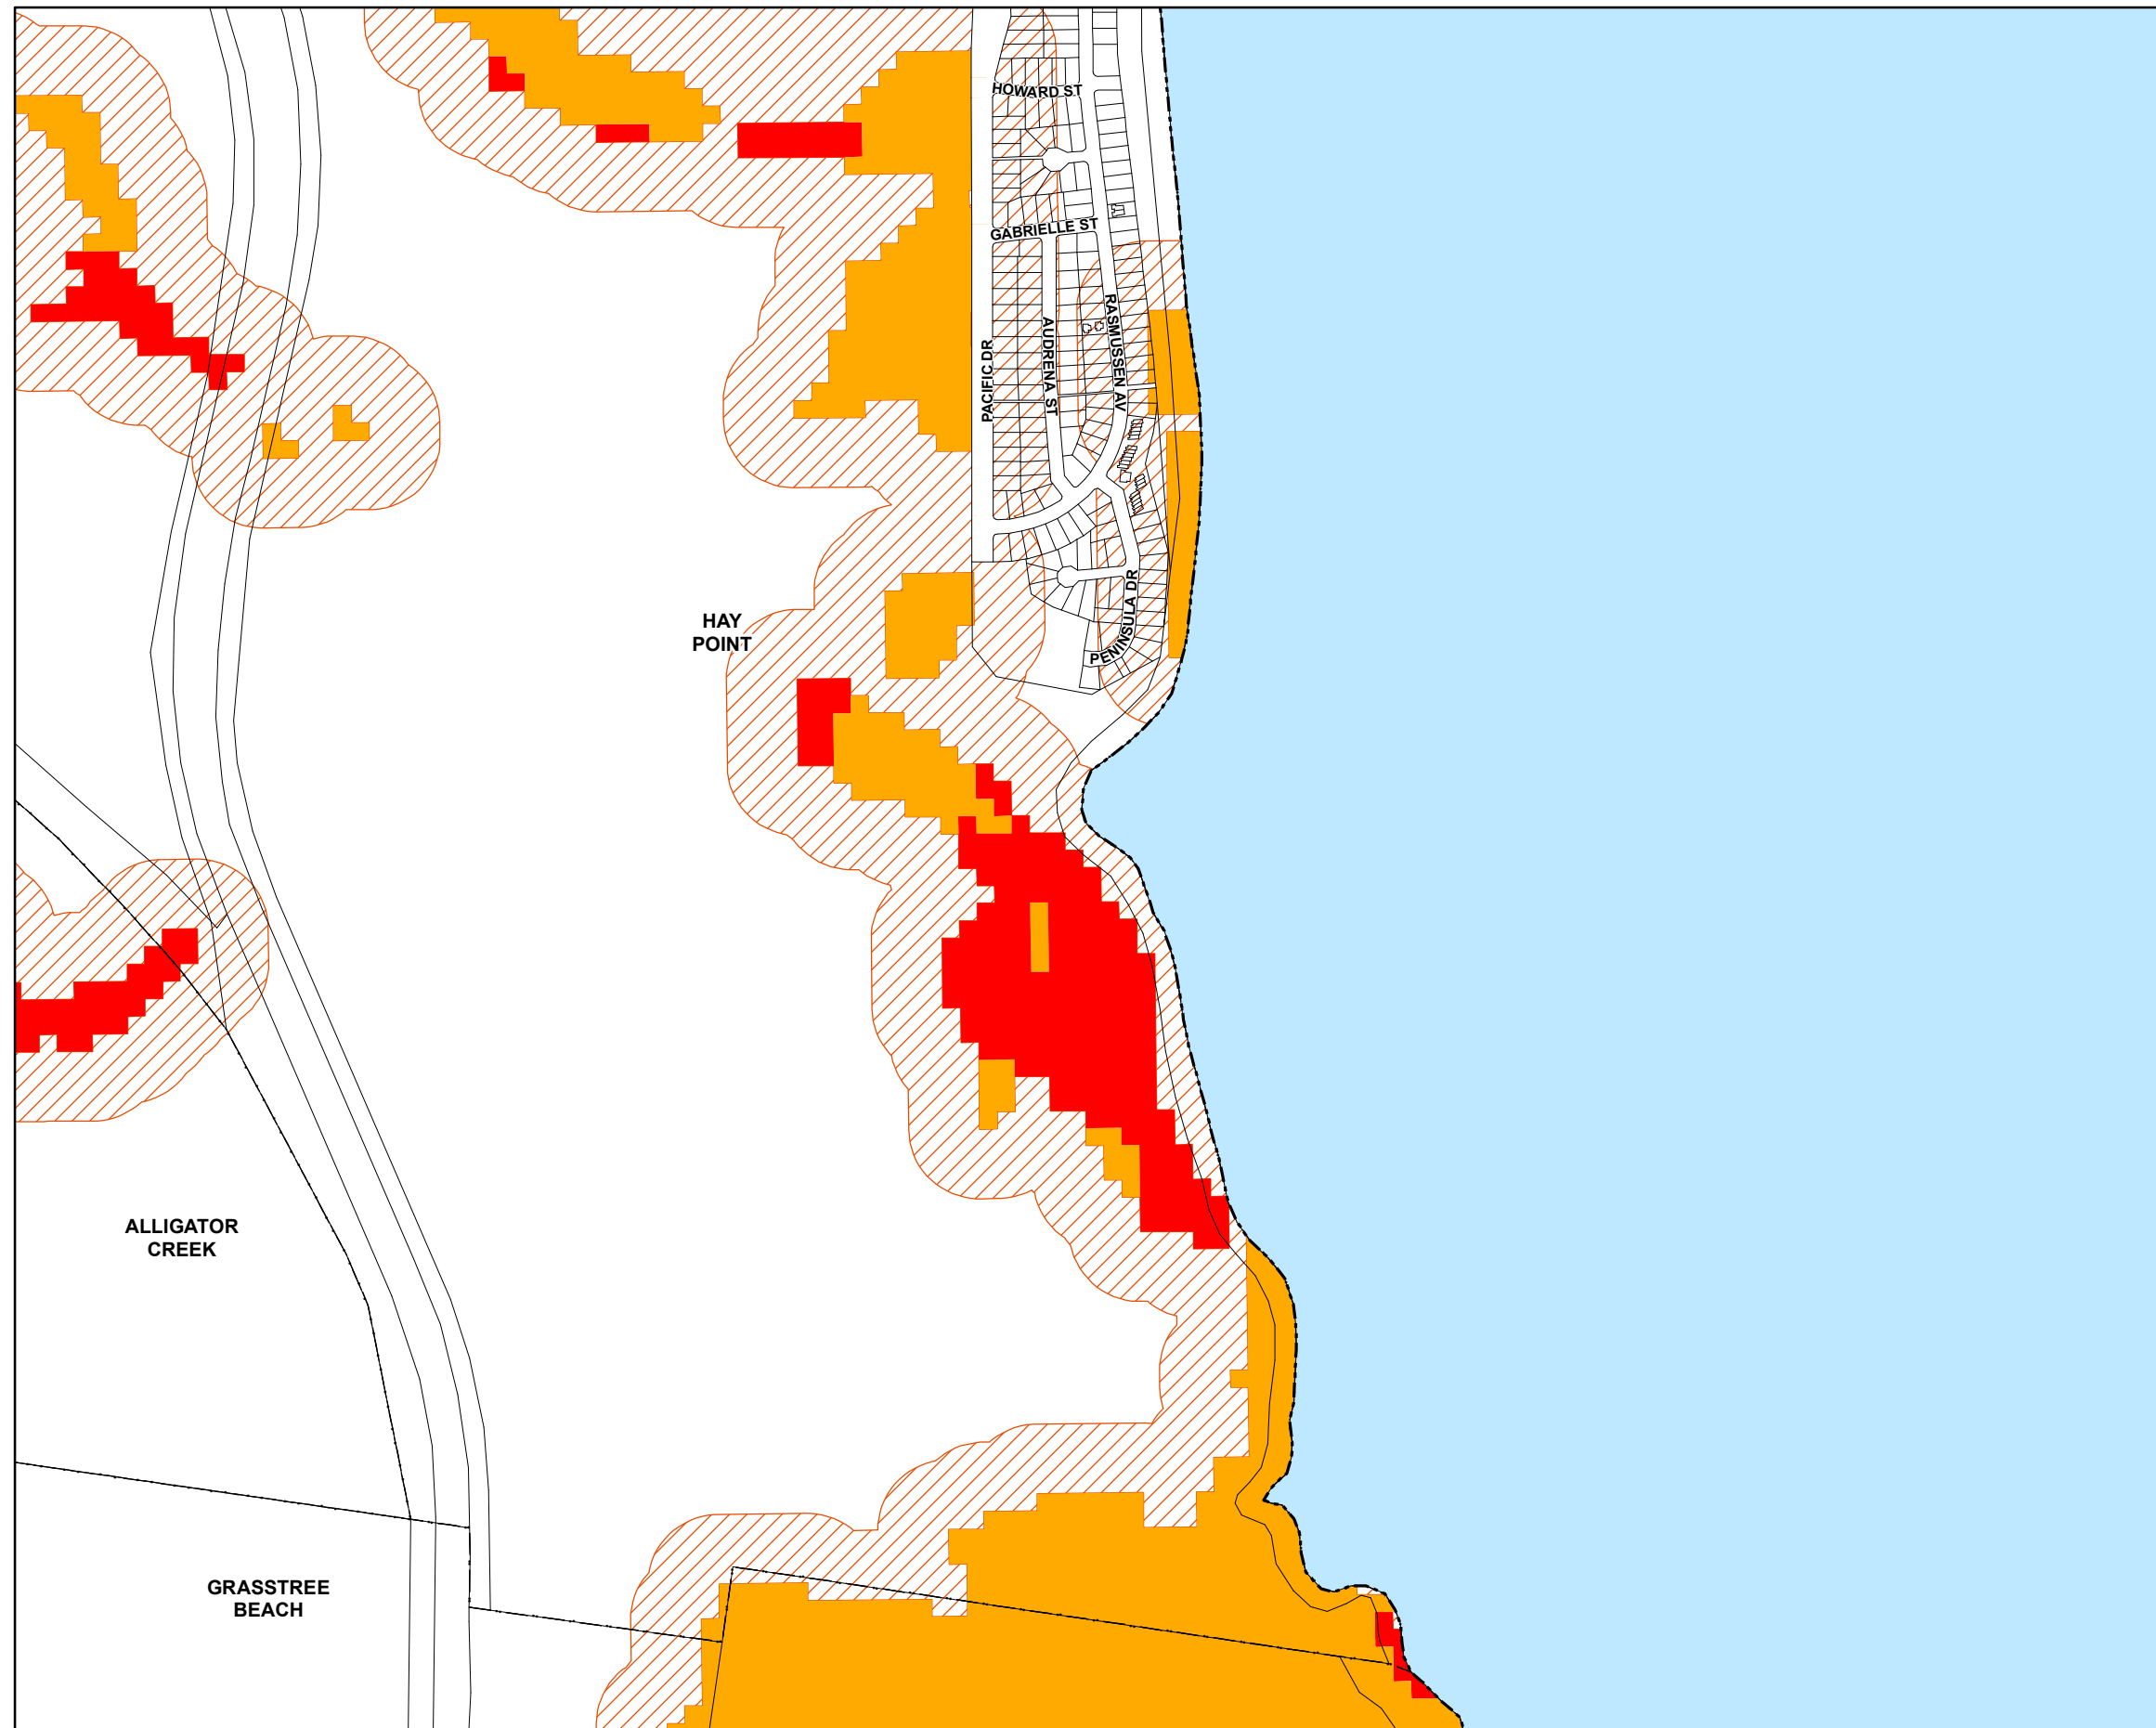 HOWARD ST
GABRIELLE ST
RASMUSSEN AV
AUDRENA ST
PACIFIC DR
PENINSULA DR
HAY
POINT
ALLIGATOR
CREEK
GRASSTREE
BEACH